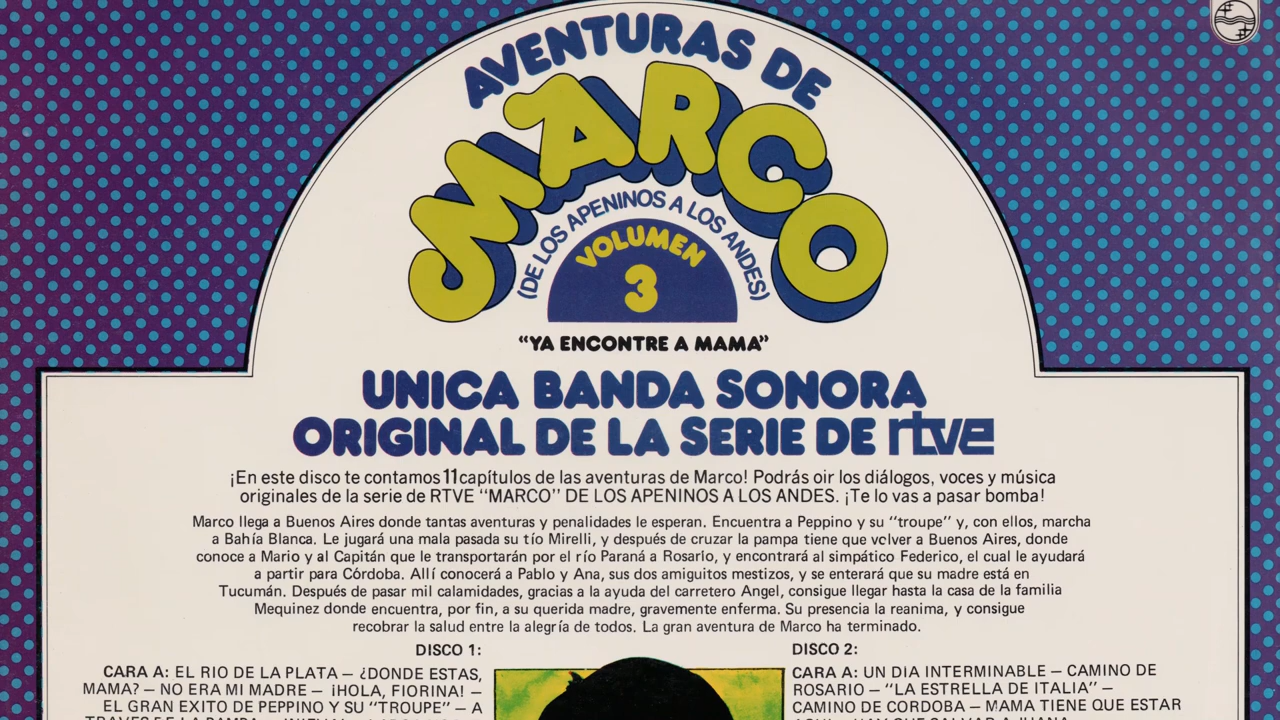 AVENTURAS DE
MARCO
(DE LOS APENINOS A LOS ANDES)
VOLUMEN
3
"YA ENCONTRE A MAMA"
UNICA BANDA SONORA
ORIGINAL DE LA SERIE DE rtve
¡En este disco te contamos 11 capítulos de las aventuras de Marco! Podrás oir los diálogos, voces y música
originales de la serie de RTVE "MARCO" DE LOS APENINOS A LOS ANDES. ¡Te lo vas a pasar bomba!
Marco llega a Buenos Aires donde tantas aventuras y penalidades le esperan. Encuentra a Peppino y su "troupe" y, con ellos, marcha
a Bahía Blanca. Le jugará una mala pasada su tío Mirelli, y después de cruzar la pampa tiene que volver a Buenos Aires, donde
conoce a Mario y al Capitán que le transportarán por el río Paraná a Rosario, y encontrará al simpático Federico, el cual le ayudará
a partir para Córdoba. Allí conocerá a Pablo y Ana, sus dos amiguitos mestizos, y se enterará que su madre está en
Tucumán. Después de pasar mil calamidades, gracias a la ayuda del carretero Angel, consigue llegar hasta la casa de la familia
Mequinez donde encuentra, por fin, a su querida madre, gravemente enferma. Su presencia la reanima, y consigue
recobrar la salud entre la alegría de todos. La gran aventura de Marco ha terminado.
DISCO 1:
CARA A: EL RIO DE LA PLATA — ¿DONDE ESTAS,
MAMA? — NO ERA MI MADRE — ¡HOLA, FIORINA! —
EL GRAN EXITO DE PEPPINO Y SU "TROUPE" — A
DISCO 2:
CARA A: UN DIA INTERMINABLE — CAMINO DE
ROSARIO — "LA ESTRELLA DE ITALIA" —
CAMINO DE CORDOBA — MAMA TIENE QUE ESTAR